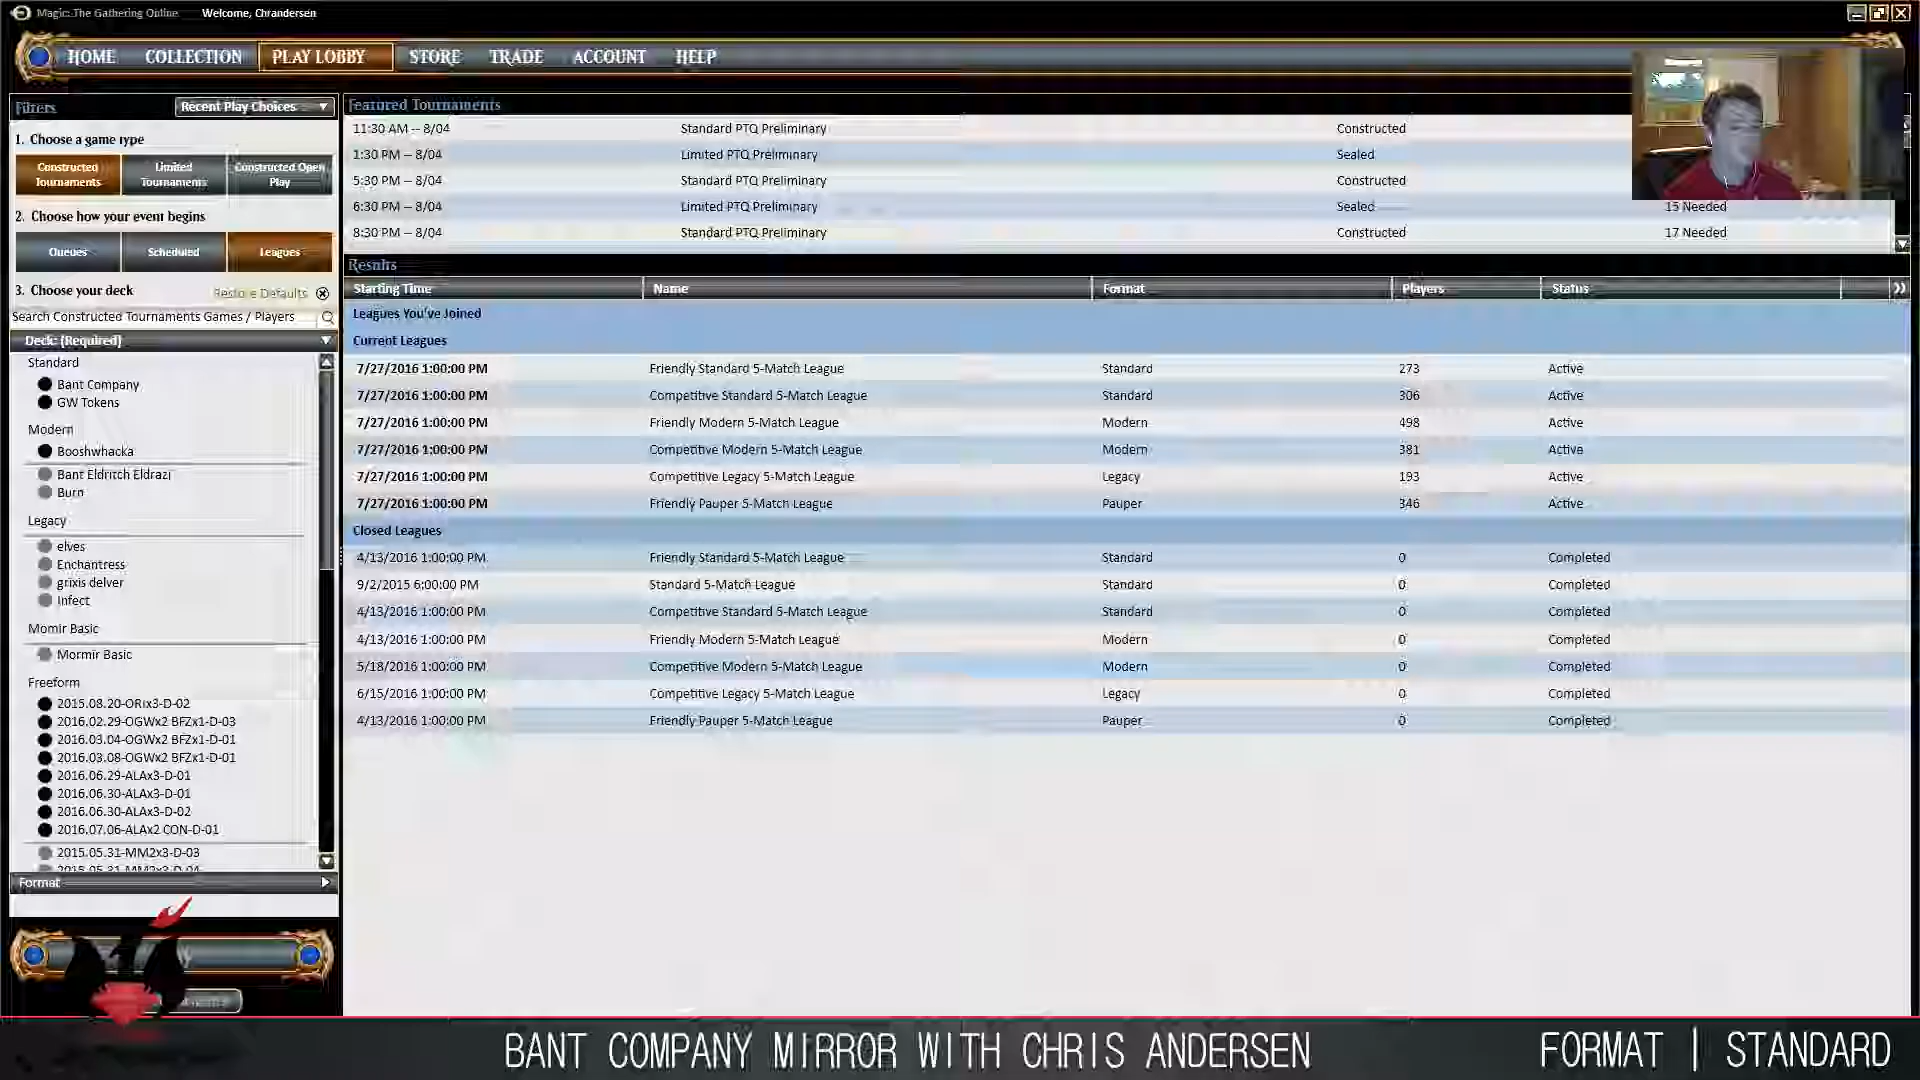 Magic: The Gathering Online Welcome, Chrandersen
HOME COLLECTION PLAY LOBBY STORE TRADE ACCOUNT HELP
Filters Recent Play Choices
1. Choose a game type
Constructed Tournaments Limited Tournaments Constructed Open Play
2. Choose how your event begins
Queues Scheduled Leagues
3. Choose your deck Restore Defaults
Search Constructed Tournaments Games / Players
Deck: (Required)
Standard
Bant Company
GW Tokens
Modern
Booshwhacka
Bant Eldritch Eldrazi
Burn
Legacy
elves
Enchantress
grixis delver
Infect
Momir Basic
Mormir Basic
Freeform
2015.08.20-ORIx3-D-02
2016.02.29-OGWx2 BFZx1-D-03
2016.03.04-OGWx2 BFZx1-D-01
2016.03.08-OGWx2 BFZx1-D-01
2016.06.29-ALAx3-D-01
2016.06.30-ALAx3-D-01
2016.06.30-ALAx3-D-02
2016.07.06-ALAx2 CON-D-01
2015.05.31-MM2x3-D-03
2015.05.31-MM2x3-D-04
Format
Featured Tournaments
11:30 AM -- 8/04 Standard PTQ Preliminary Constructed
1:30 PM -- 8/04 Limited PTQ Preliminary Sealed
5:30 PM -- 8/04 Standard PTQ Preliminary Constructed
6:30 PM -- 8/04 Limited PTQ Preliminary Sealed 15 Needed
8:30 PM -- 8/04 Standard PTQ Preliminary Constructed 17 Needed
Results
Starting Time Name Format Players Status
Leagues You've Joined
Current Leagues
7/27/2016 1:00:00 PM Friendly Standard 5-Match League Standard 273 Active
7/27/2016 1:00:00 PM Competitive Standard 5-Match League Standard 306 Active
7/27/2016 1:00:00 PM Friendly Modern 5-Match League Modern 498 Active
7/27/2016 1:00:00 PM Competitive Modern 5-Match League Modern 381 Active
7/27/2016 1:00:00 PM Competitive Legacy 5-Match League Legacy 193 Active
7/27/2016 1:00:00 PM Friendly Pauper 5-Match League Pauper 346 Active
Closed Leagues
4/13/2016 1:00:00 PM Friendly Standard 5-Match League Standard 0 Completed
9/2/2015 6:00:00 PM Standard 5-Match League Standard 0 Completed
4/13/2016 1:00:00 PM Competitive Standard 5-Match League Standard 0 Completed
4/13/2016 1:00:00 PM Friendly Modern 5-Match League Modern 0 Completed
5/18/2016 1:00:00 PM Competitive Modern 5-Match League Modern 0 Completed
6/15/2016 1:00:00 PM Competitive Legacy 5-Match League Legacy 0 Completed
4/13/2016 1:00:00 PM Friendly Pauper 5-Match League Pauper 0 Completed
BANT COMPANY MIRROR WITH CHRIS ANDERSEN FORMAT | STANDARD